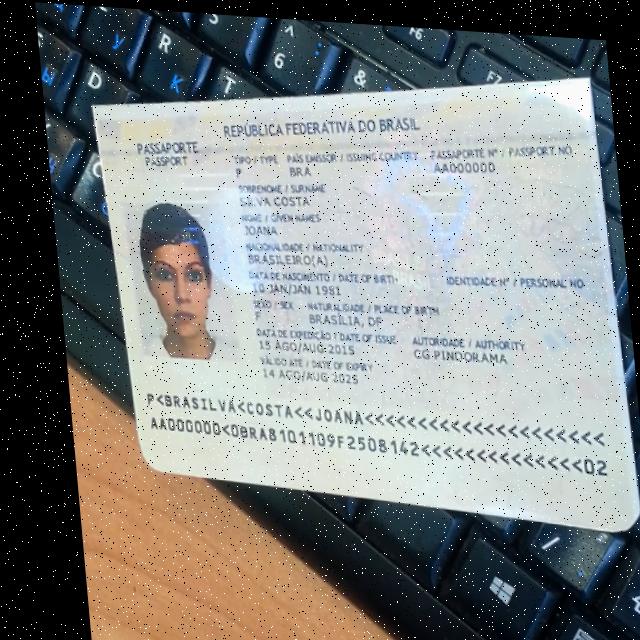 REPÚBLICA FEDERATIVA DO BRASIL
PASSAPORTE
PASSPORT
TIPO / TYPE PAÍS EMISSOR / ISSUING COUNTRY PASSAPORTE Nº / PASSPORT NO.
P BRA AA000000
SOBRENOME / SURNAME
SILVA COSTA
NOME / GIVEN NAMES
JOANA
NACIONALIDADE / NATIONALITY
BRASILEIRO(A)
DATA DE NASCIMENTO / DATE OF BIRTH IDENTIDADE Nº / PERSONAL NO.
10 JAN/JAN 1981
SEXO / SEX NATURALIDADE / PLACE OF BIRTH
F BRASÍLIA, DF
DATA DE EXPEDIÇÃO / DATE OF ISSUE AUTORIDADE / AUTHORITY
15 AGO/AUG 2015 CG PINDORAMA
VÁLIDO ATÉ / DATE OF EXPIRY
14 AGO/AUG 2025
P<BRASILVA<COSTA<<JOANA<<<<<<<<<<<<<<<<<<<<<
AA000000<0BRA8101109F2508142<<<<<<<<<<<<<<02